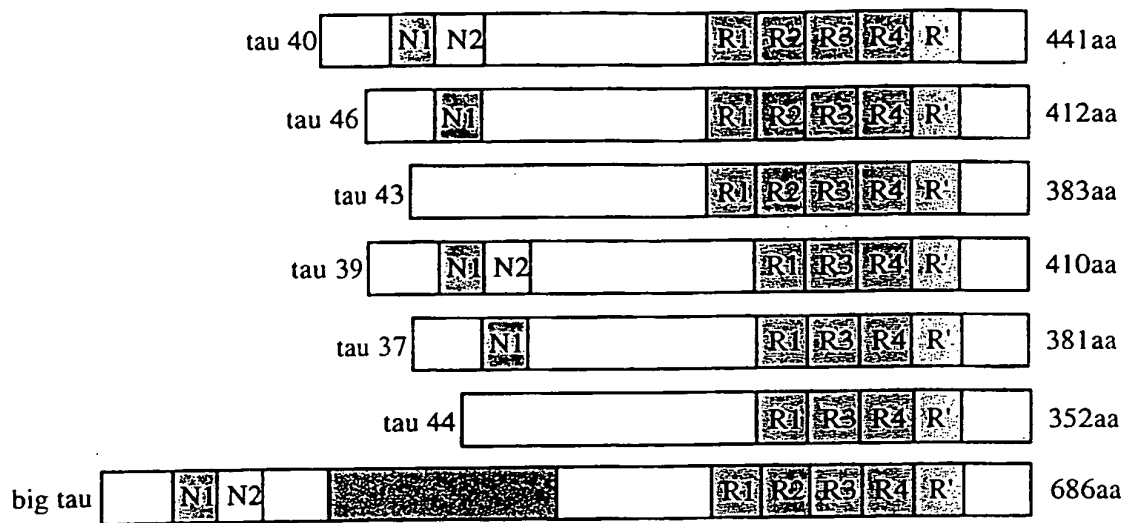 tau 40 N1 N2 R1 R2 R3 R4 R' 441aa
tau 46 N1 R1 R2 R3 R4 R' 412aa
tau 43 R1 R2 R3 R4 R' 383aa
tau 39 N1 N2 R1 R3 R4 R' 410aa
tau 37 N1 R1 R3 R4 R' 381aa
tau 44 R1 R3 R4 R' 352aa
big tau N1 N2 R1 R2 R3 R4 R' 686aa